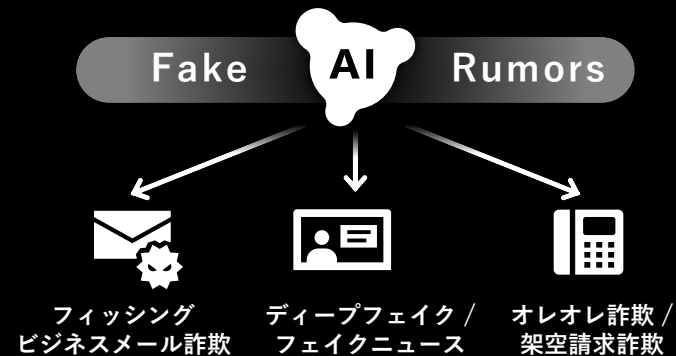 Fake AI Rumors
フィッシング
ビジネスメール詐欺
ディープフェイク /
フェイクニュース
オレオレ詐欺 /
架空請求詐欺